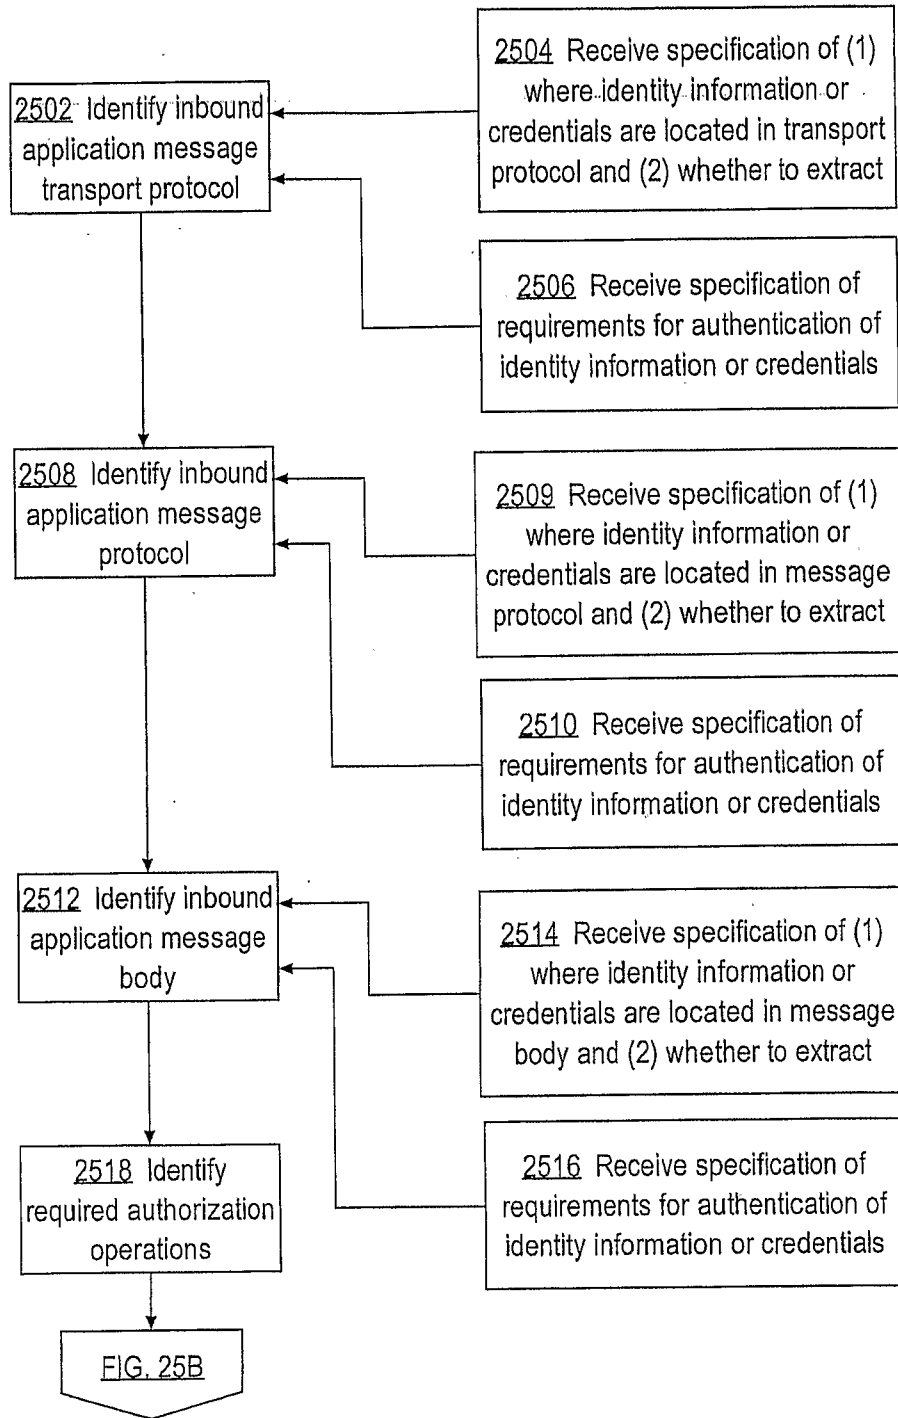 2504 Receive specification of (1)
where identity information or
credentials are located in transport
protocol and (2) whether to extract
2502 Identify inbound
application message
transport protocol
2506 Receive specification of
requirements for authentication of
identity information or credentials
2508 Identify inbound
application message
protocol
2509 Receive specification of (1)
where identity information or
credentials are located in message
protocol and (2) whether to extract
2510 Receive specification of
requirements for authentication of
identity information or credentials
2512 Identify inbound
application message
body
2514 Receive specification of (1)
where identity information or
credentials are located in message
body and (2) whether to extract
2518 Identify
required authorization
operations
2516 Receive specification of
requirements for authentication of
identity information or credentials
FIG. 25B